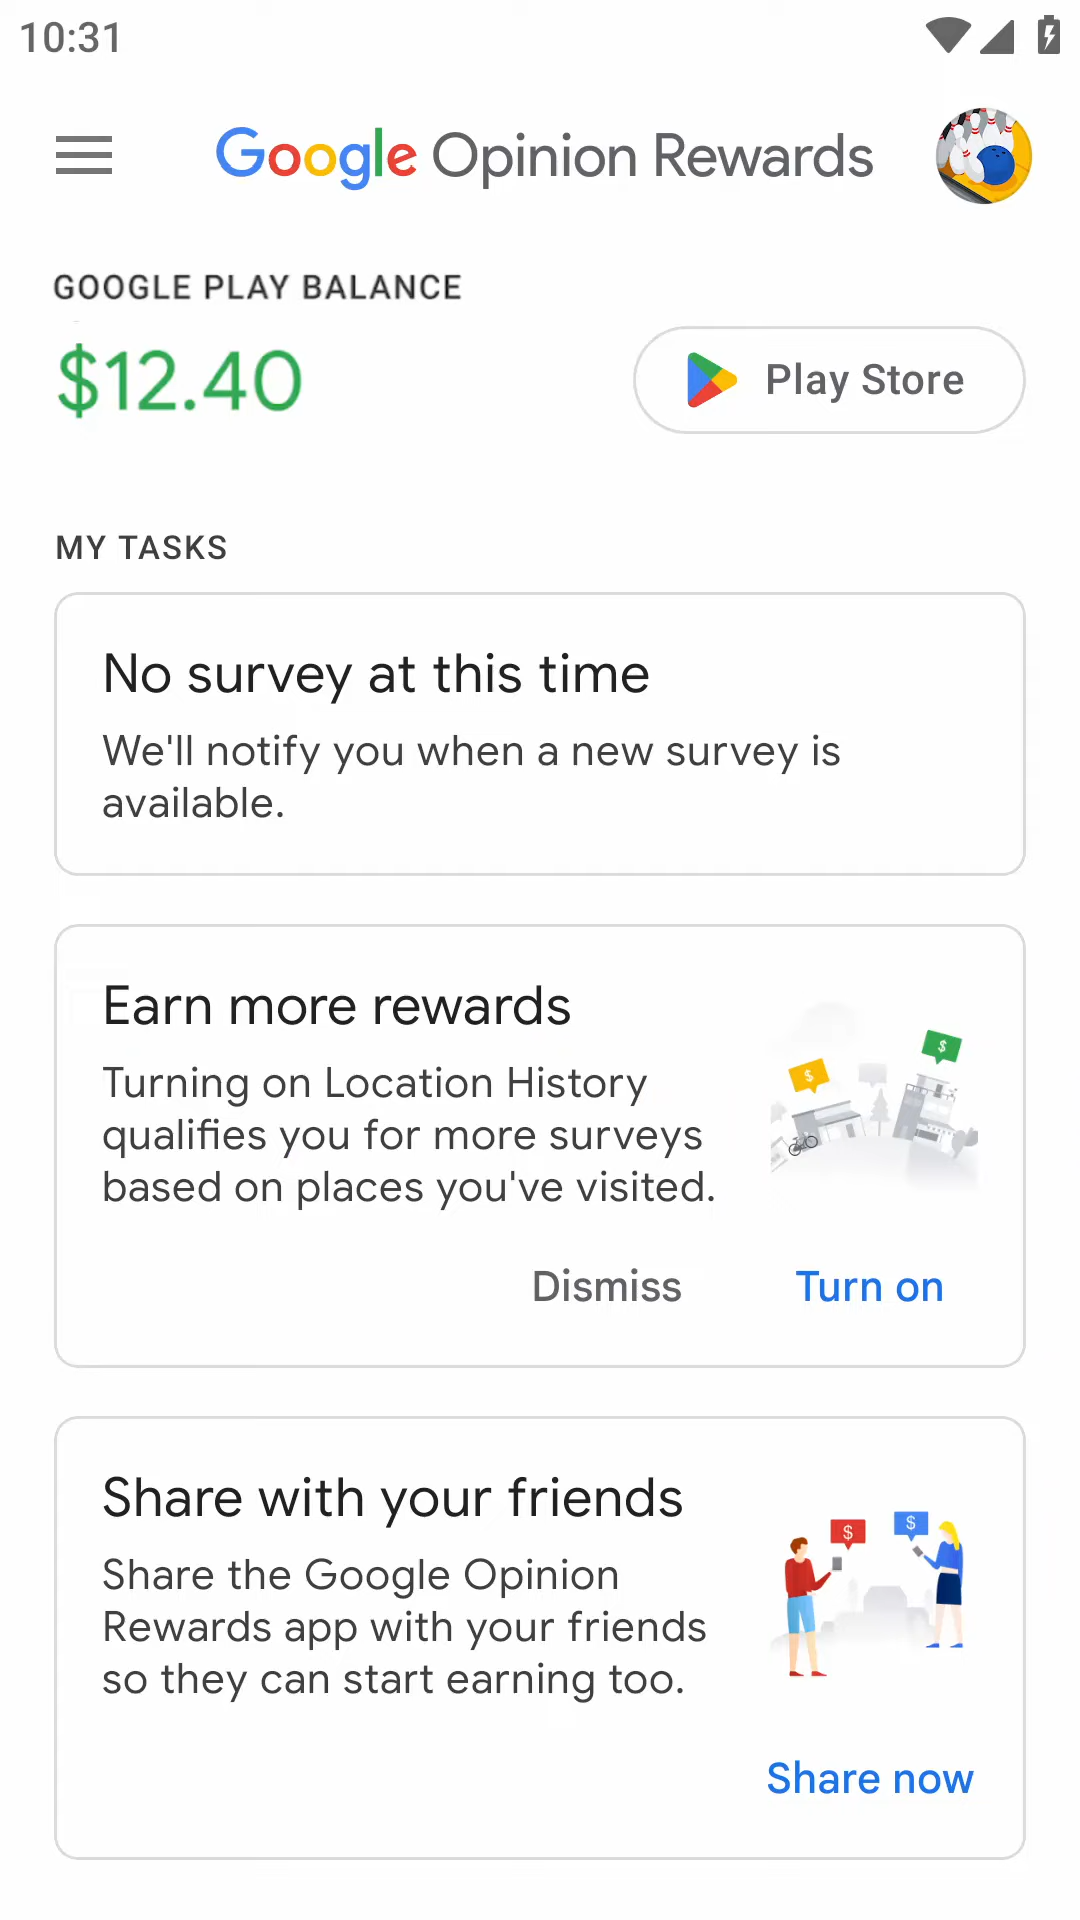 10:31
Google Opinion Rewards
GOOGLE PLAY BALANCE
$12.40
Play Store
MY TASKS
No survey at this time
We'll notify you when a new survey is
available.
Earn more rewards
Turning on Location History
qualifies you for more surveys
based on places you've visited.
$
$
Dismiss
Turn on
Share with your friends
Share the Google Opinion
Rewards app with your friends
so they can start earning too.
$
$
Share now